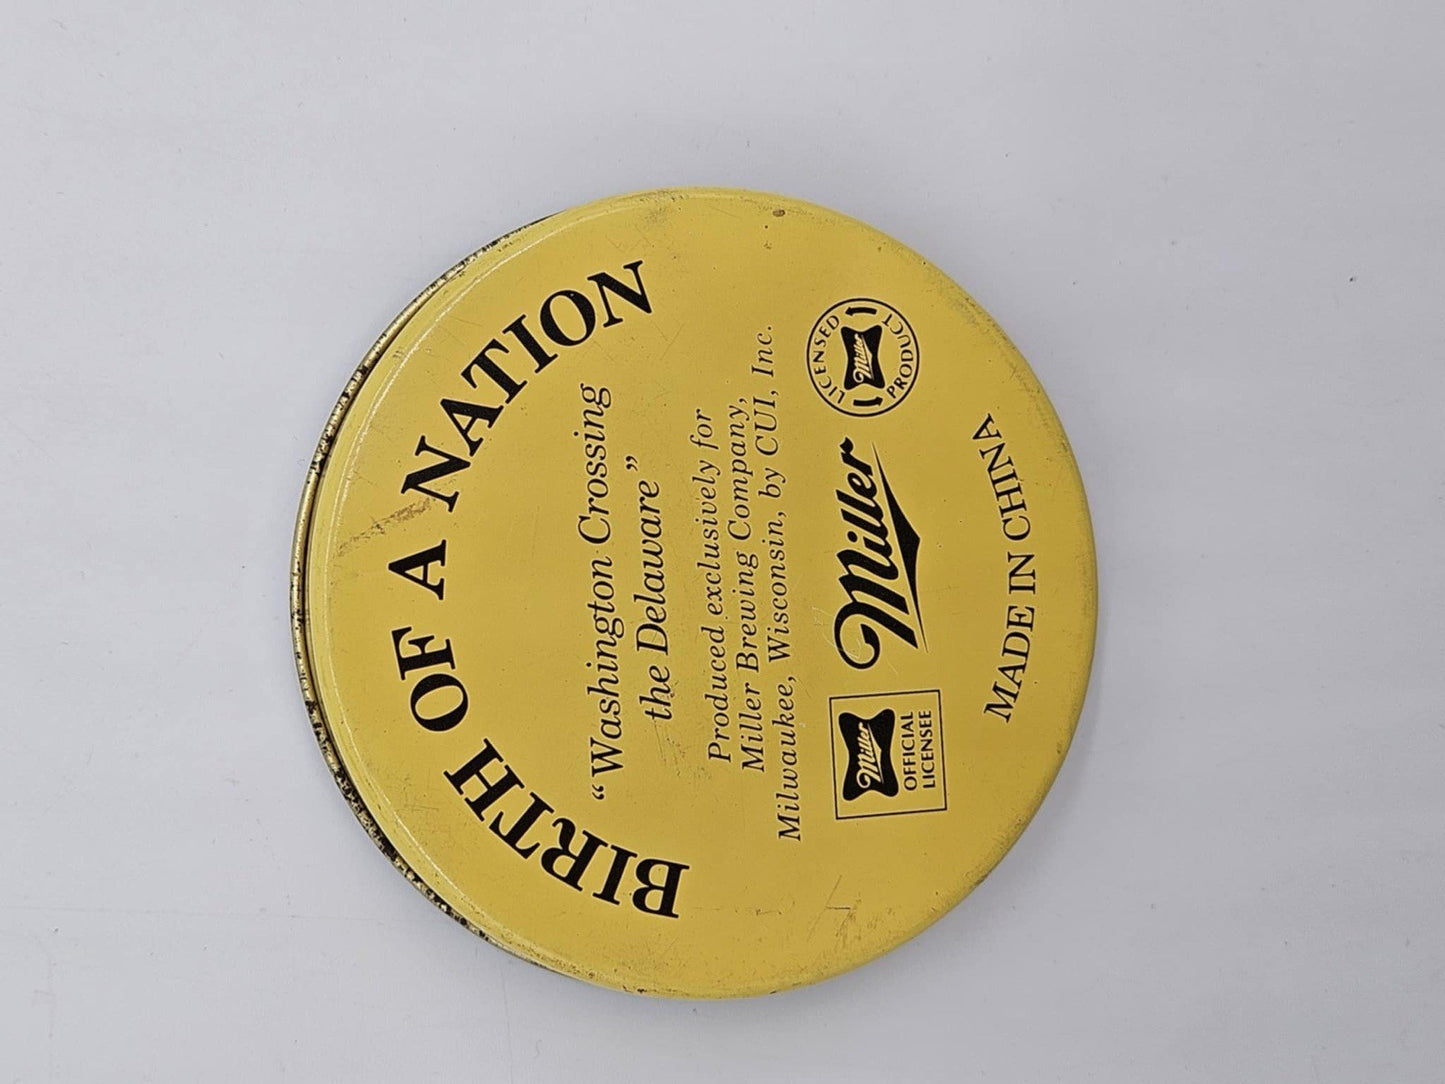 BIRTH OF A NATION
“Washington Crossing
the Delaware”
Produced exclusively for
Miller Brewing Company,
Milwaukee, Wisconsin, by CUI, Inc.
Miller
OFFICIAL
LICENSEE
Miller
LICENSED
Miller
PRODUCT
MADE IN CHINA